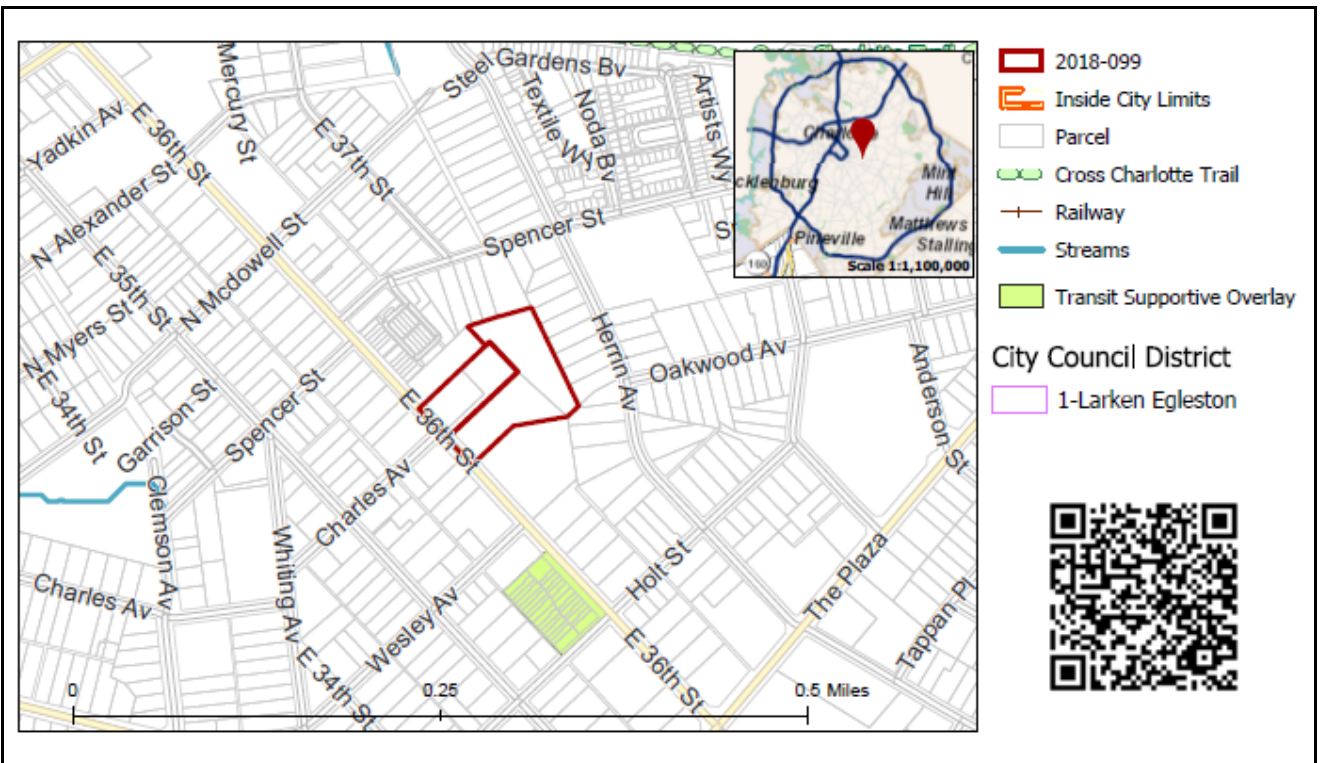 Gardens Bv
Steel
Mercury St
Textile Wy
Noda Bv
Artists Wy
Yadkin Av
E 36th St
E 37th St
N Alexander St
Spencer St
E 35th St
N Mcdowell St
N Myers St
E 34th St
Herrin Av
Oakwood Av
Anderson St
Garrison St
Spencer St
E 36th St
Charles Av
Clemson Av
Whiting Av
Holt St
The Plaza
Charles Av
Wesley Av
Tappan Pl
E 34th St
E 36th St
0
0.25
0.5 Miles
cklenburg
Mint
Hill
Matthews
Stalling
Pineville
160
Scale 1:1,100,000
2018-099
Inside City Limits
Parcel
Cross Charlotte Trail
Railway
Streams
Transit Supportive Overlay
City Council District
1-Larken Egleston